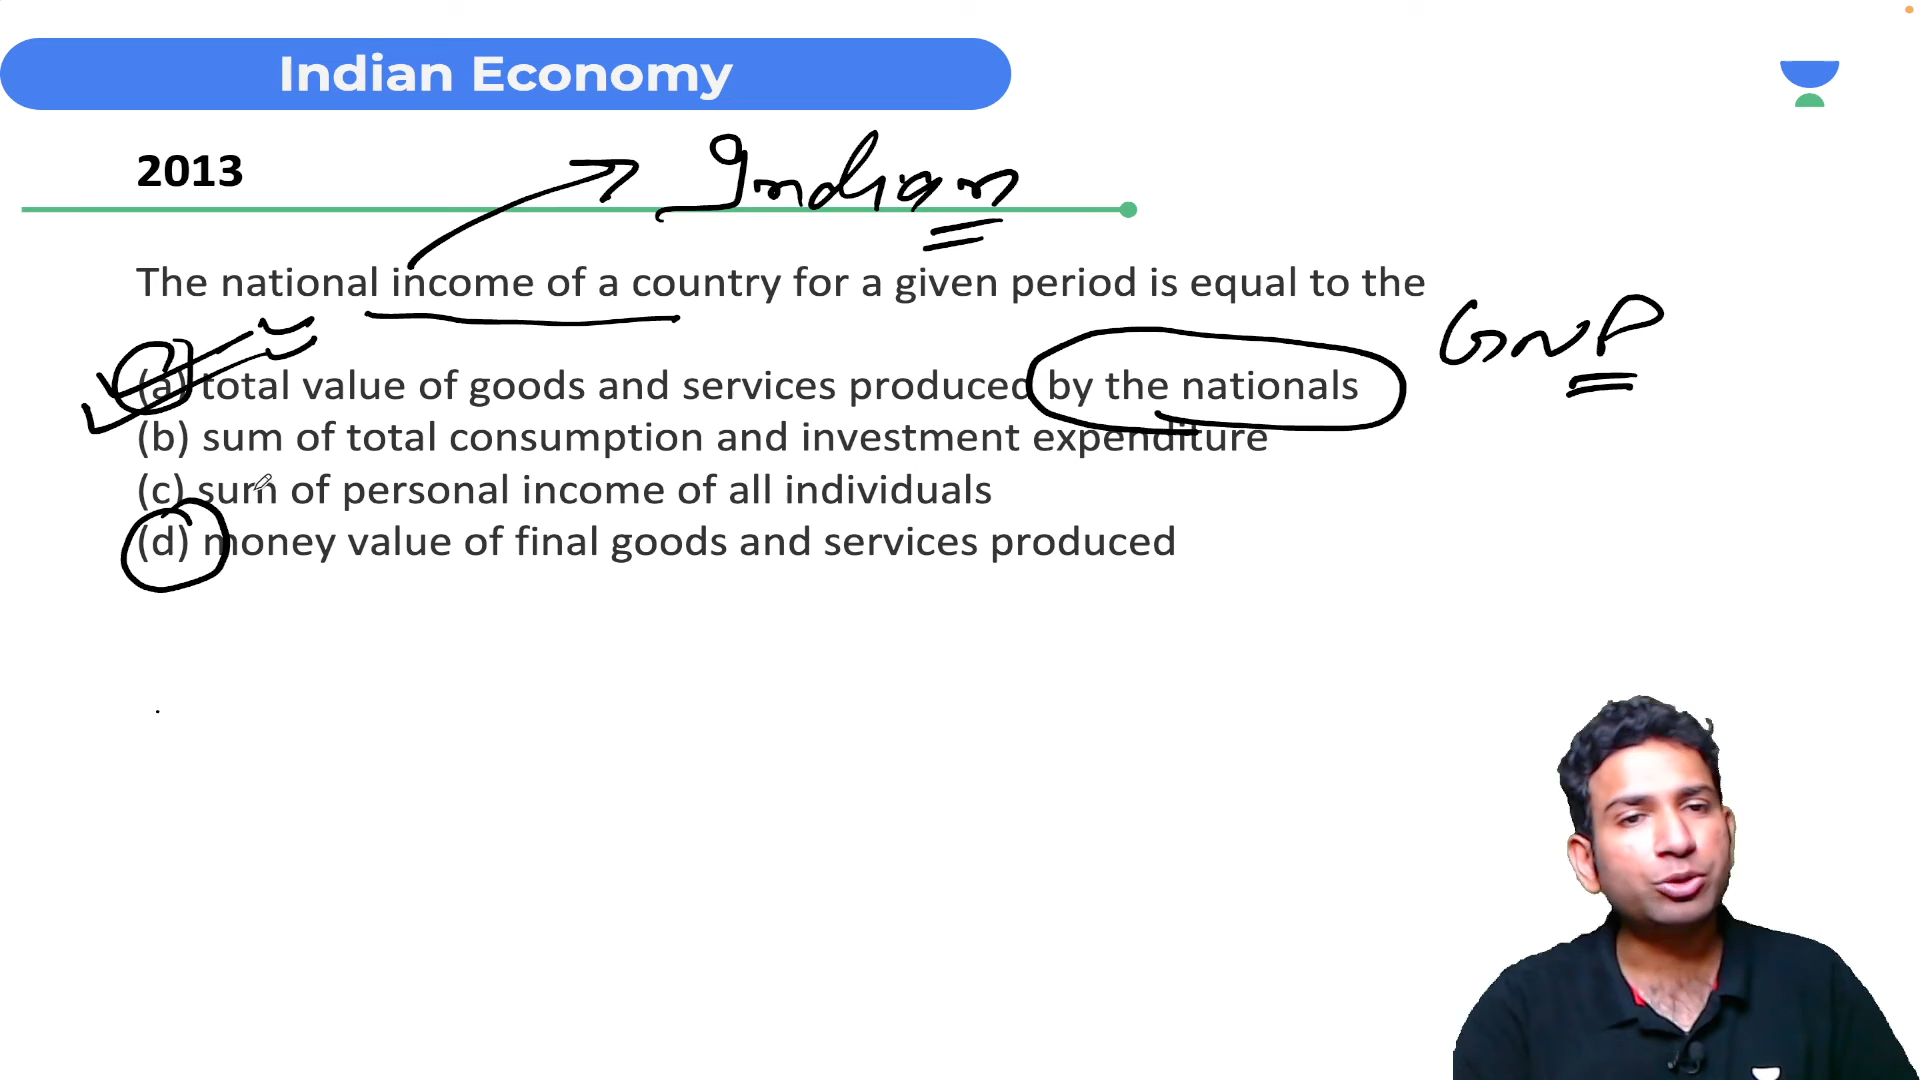 Indian Economy
2013
Indian
The national income of a country for a given period is equal to the
GNP
(a) total value of goods and services produced by the nationals
(b) sum of total consumption and investment expenditure
(c) sum of personal income of all individuals
(d) money value of final goods and services produced